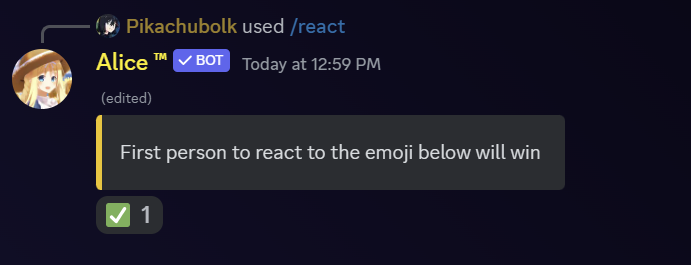 Pikachubolk used /react
Alice ™ ✓ BOT Today at 12:59 PM
(edited)
First person to react to the emoji below will win
✅ 1